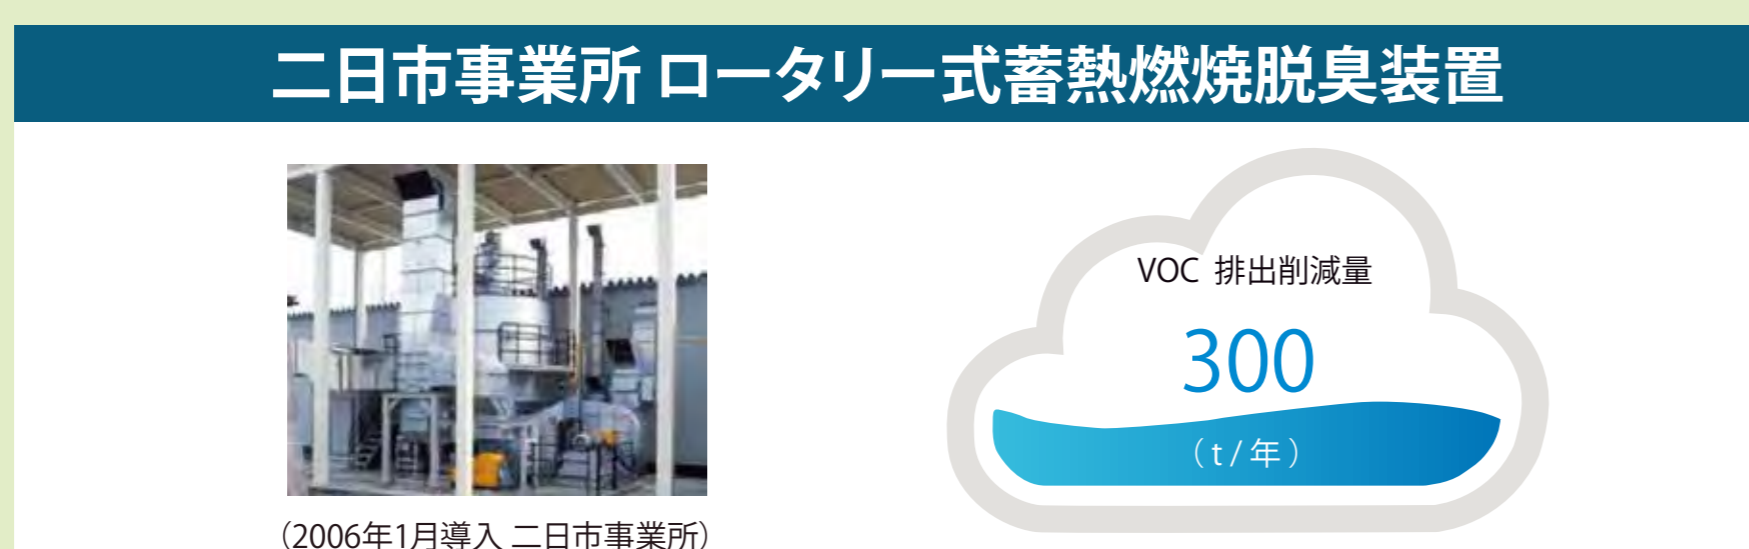 二日市事業所 ロータリー式蓄熱燃焼脱臭装置
VOC 排出削減量
300
（t/年）
（2006年1月導入 二日市事業所）